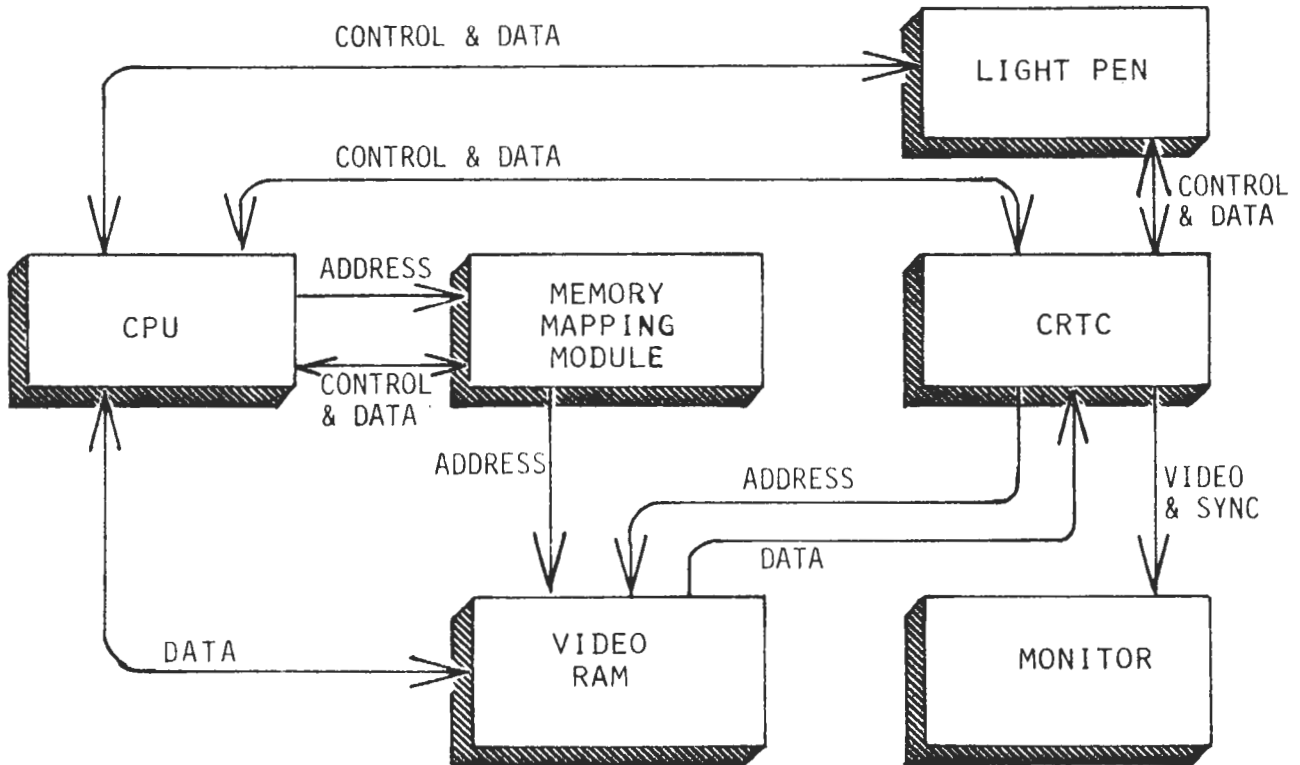 CONTROL & DATA
LIGHT PEN
CONTROL & DATA
CONTROL
& DATA
ADDRESS
CPU
MEMORY
MAPPING
MODULE
CRTC
CONTROL
& DATA
ADDRESS
ADDRESS
VIDEO
& SYNC
DATA
DATA
VIDEO
RAM
MONITOR